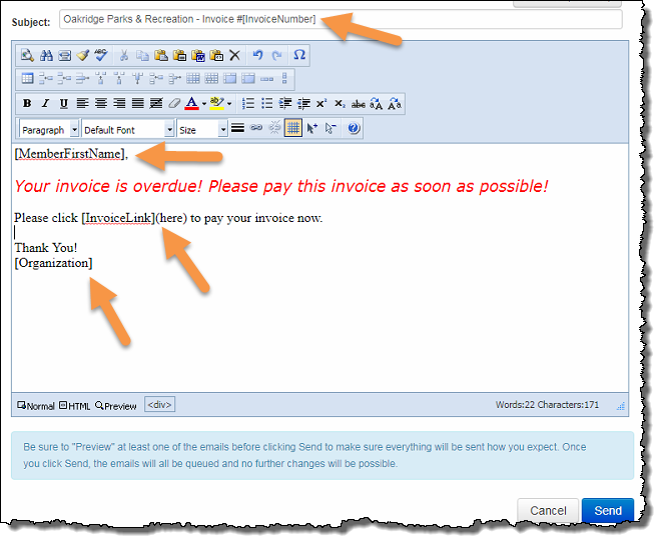 Subject: Oakridge Parks & Recreation - Invoice #[InvoiceNumber]
B I U abc
Paragraph Default Font Size
[MemberFirstName],
Your invoice is overdue! Please pay this invoice as soon as possible!
Please click [InvoiceLink](here) to pay your invoice now.
Thank You!
[Organization]
Normal HTML Preview <div> Words:22 Characters:171
Be sure to "Preview" at least one of the emails before clicking Send to make sure everything will be sent how you expect. Once
you click Send, the emails will all be queued and no further changes will be possible.
Cancel Send